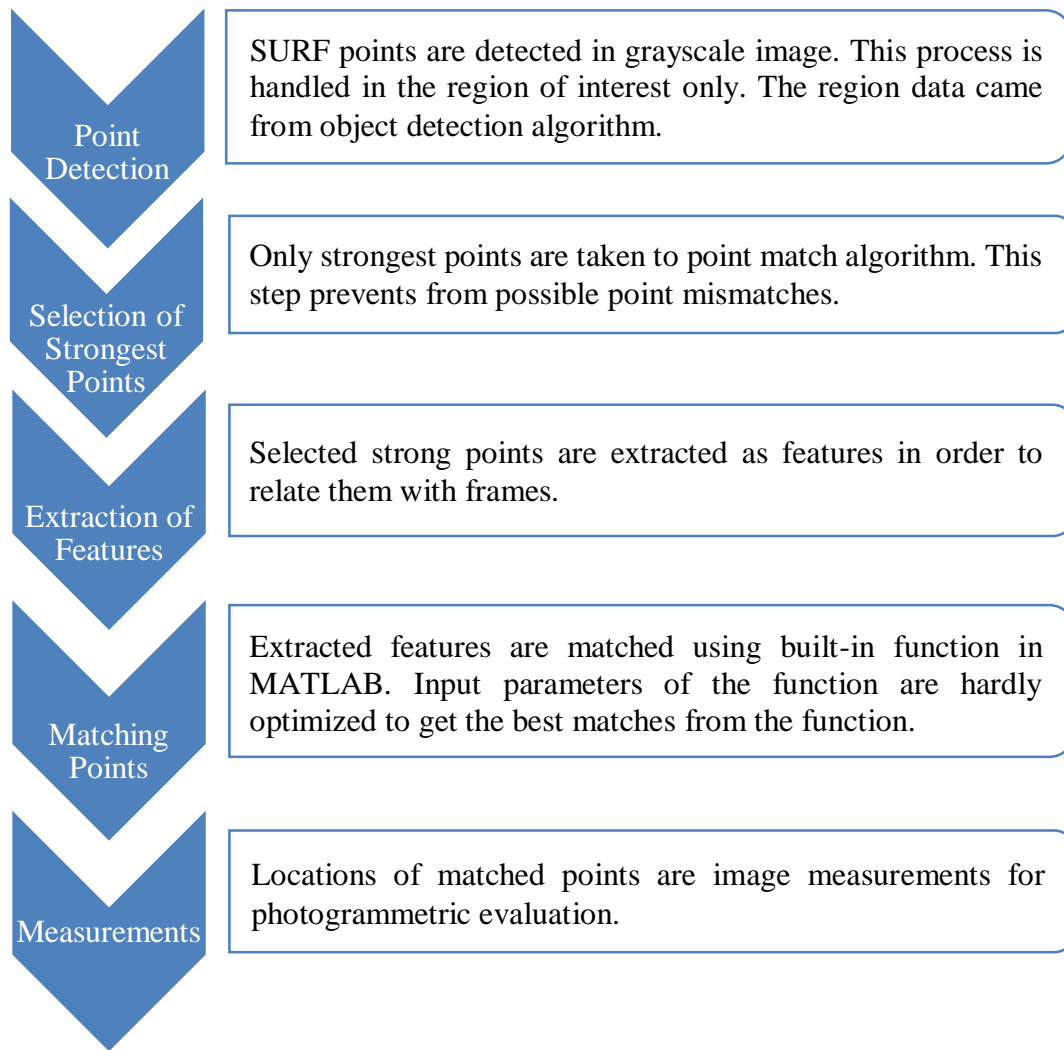 Point
Detection
SURF points are detected in grayscale image. This process is
handled in the region of interest only. The region data came
from object detection algorithm.
Selection of
Strongest
Points
Only strongest points are taken to point match algorithm. This
step prevents from possible point mismatches.
Extraction of
Features
Selected strong points are extracted as features in order to
relate them with frames.
Matching
Points
Extracted features are matched using built-in function in
MATLAB. Input parameters of the function are hardly
optimized to get the best matches from the function.
Measurements
Locations of matched points are image measurements for
photogrammetric evaluation.